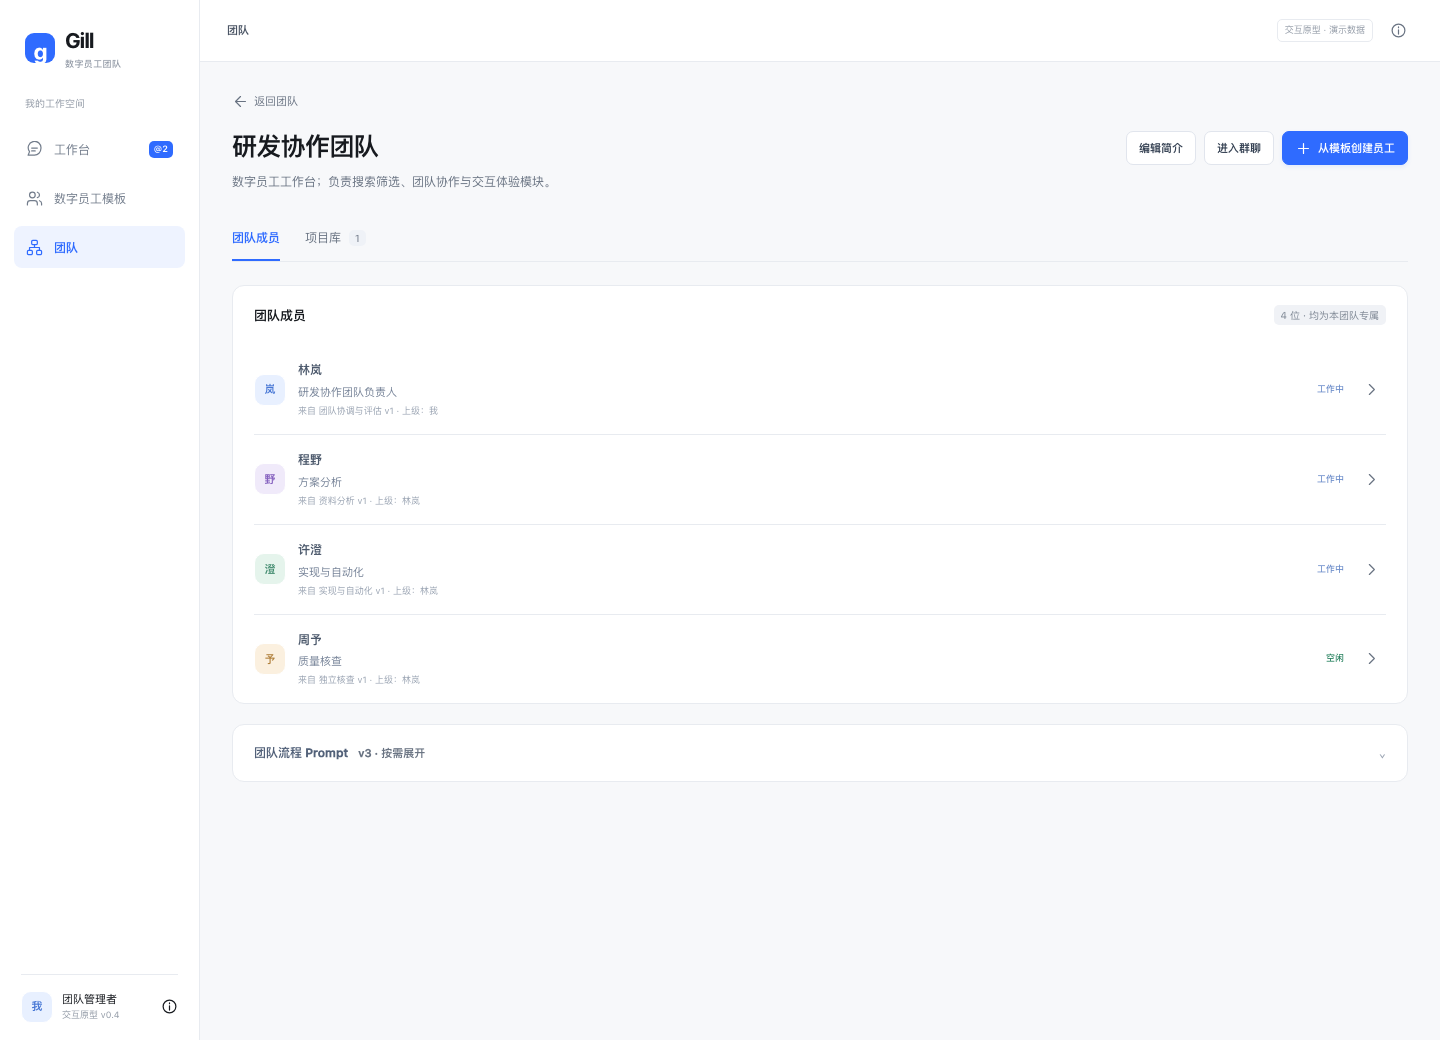 g
Gill
数字员工团队
我的工作空间
工作台
@2
数字员工模板
团队
团队
交互原型 · 演示数据
返回团队
研发协作团队
数字员工工作台；负责搜索筛选、团队协作与交互体验模块。
编辑简介
进入群聊
从模板创建员工
团队成员
项目库 1
团队成员
4 位 · 均为本团队专属
岚
林岚
研发协作团队负责人
来自 团队协调与评估 v1 · 上级：我
工作中
野
程野
方案分析
来自 资料分析 v1 · 上级：林岚
工作中
澄
许澄
实现与自动化
来自 实现与自动化 v1 · 上级：林岚
工作中
予
周予
质量核查
来自 独立核查 v1 · 上级：林岚
空闲
团队流程 Prompt v3 · 按需展开
我
团队管理者
交互原型 v0.4